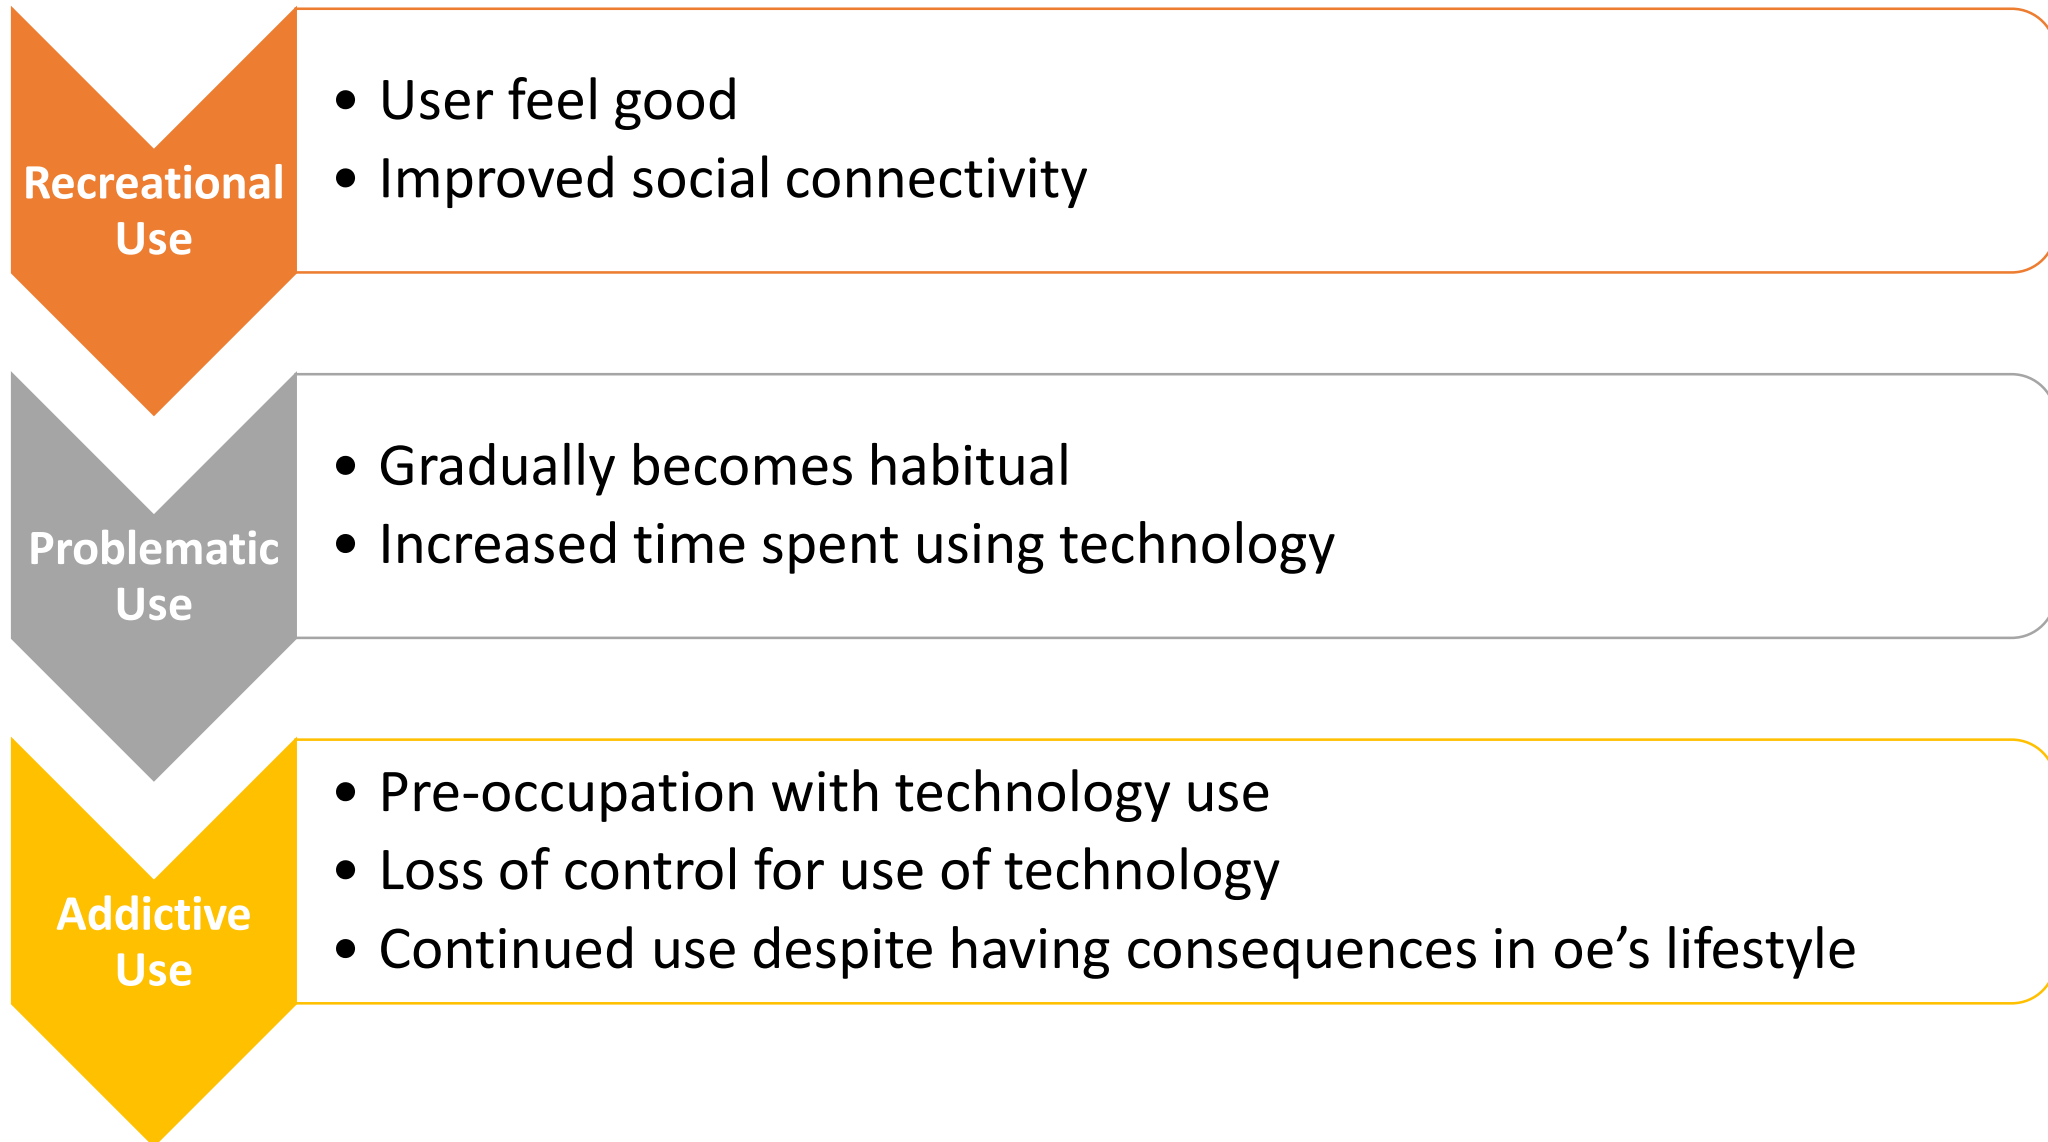 Recreational
Use
• User feel good
• Improved social connectivity
Problematic
Use
• Gradually becomes habitual
• Increased time spent using technology
Addictive
Use
• Pre-occupation with technology use
• Loss of control for use of technology
• Continued use despite having consequences in oe’s lifestyle